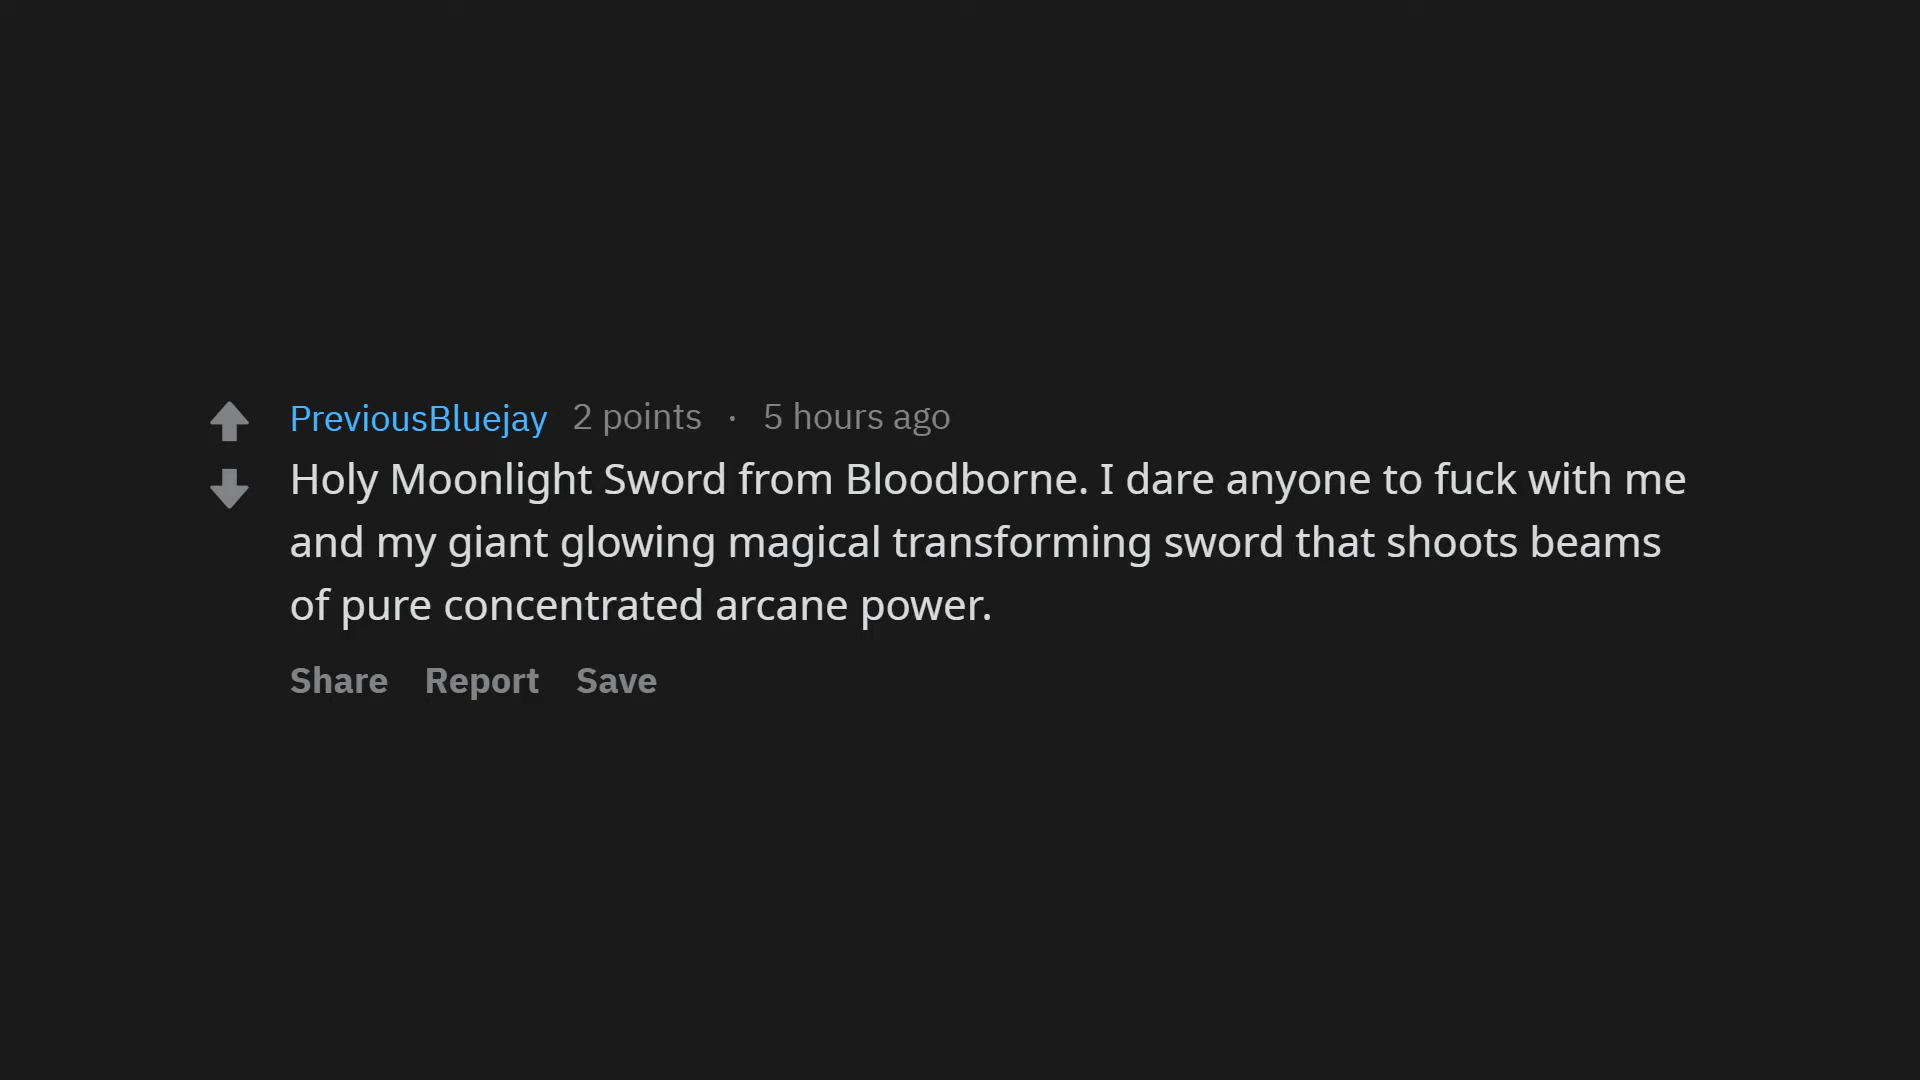 PreviousBluejay 2 points · 5 hours ago
Holy Moonlight Sword from Bloodborne. I dare anyone to fuck with me
and my giant glowing magical transforming sword that shoots beams
of pure concentrated arcane power.
Share Report Save